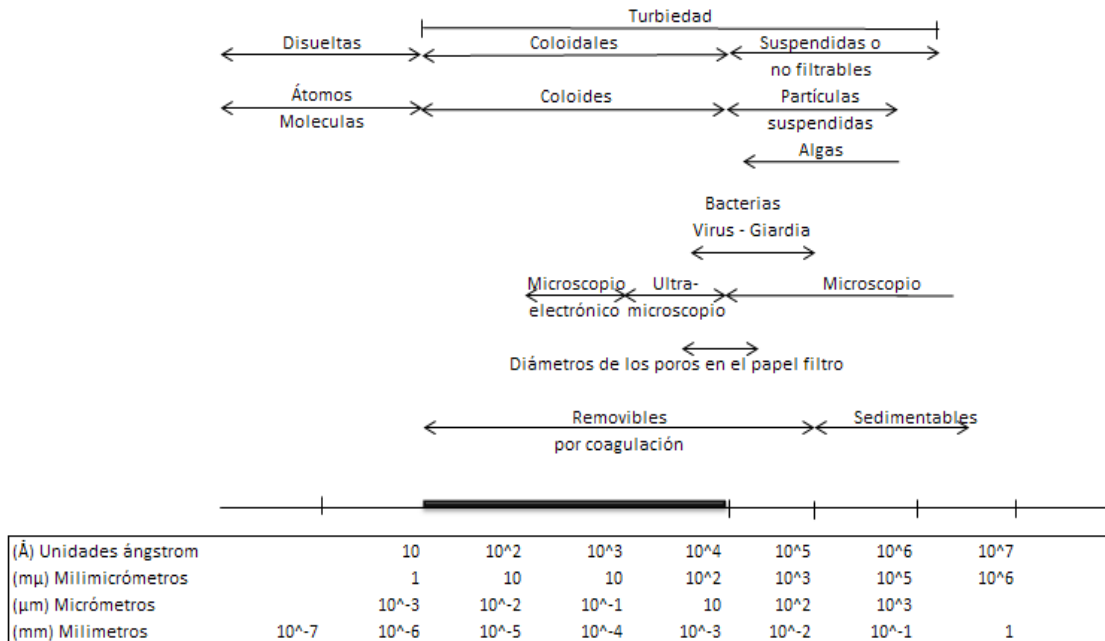 Turbiedad
Disueltas Coloidales Suspendidas o
no filtrables
Átomos Coloides Partículas
Moleculas suspendidas
Algas
Bacterias
Virus - Giardia
Microscopio Ultra- Microscopio
electrónico microscopio
Diámetros de los poros en el papel filtro
Removibles Sedimentables
por coagulación
(Å) Unidades ángstrom 10 10^2 10^3 10^4 10^5 10^6 10^7
(mµ) Milimicrómetros 1 10 10 10^2 10^3 10^5 10^6
(µm) Micrómetros 10^-3 10^-2 10^-1 10 10^2 10^3
(mm) Milimetros 10^-7 10^-6 10^-5 10^-4 10^-3 10^-2 10^-1 1